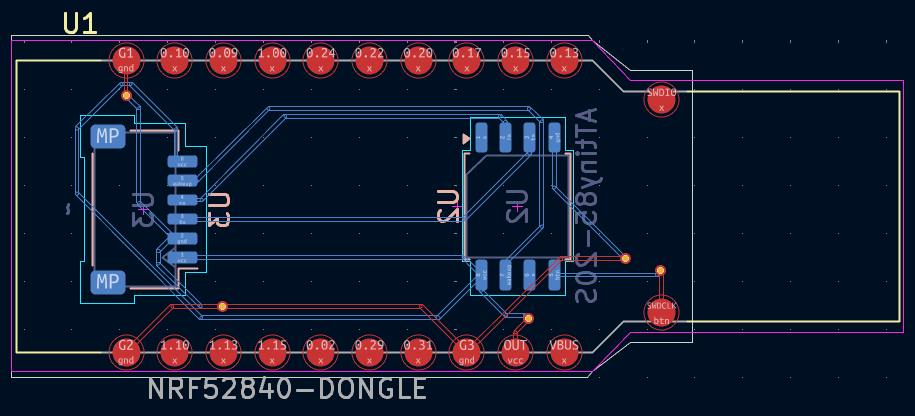 U1
G1 0.10 0.09 1.00 0.24 0.22 0.20 0.17 0.15 0.13
gnd x x x x x x x x x
SWDIO
x
MP
U3
U3
U2
U2
ATtiny85-20S
MP
SWDCLK
btn
G2 1.10 1.13 1.15 0.02 0.29 0.31 G3 OUT VBUS
gnd x x x x x x gnd vcc x
NRF52840-DONGLE